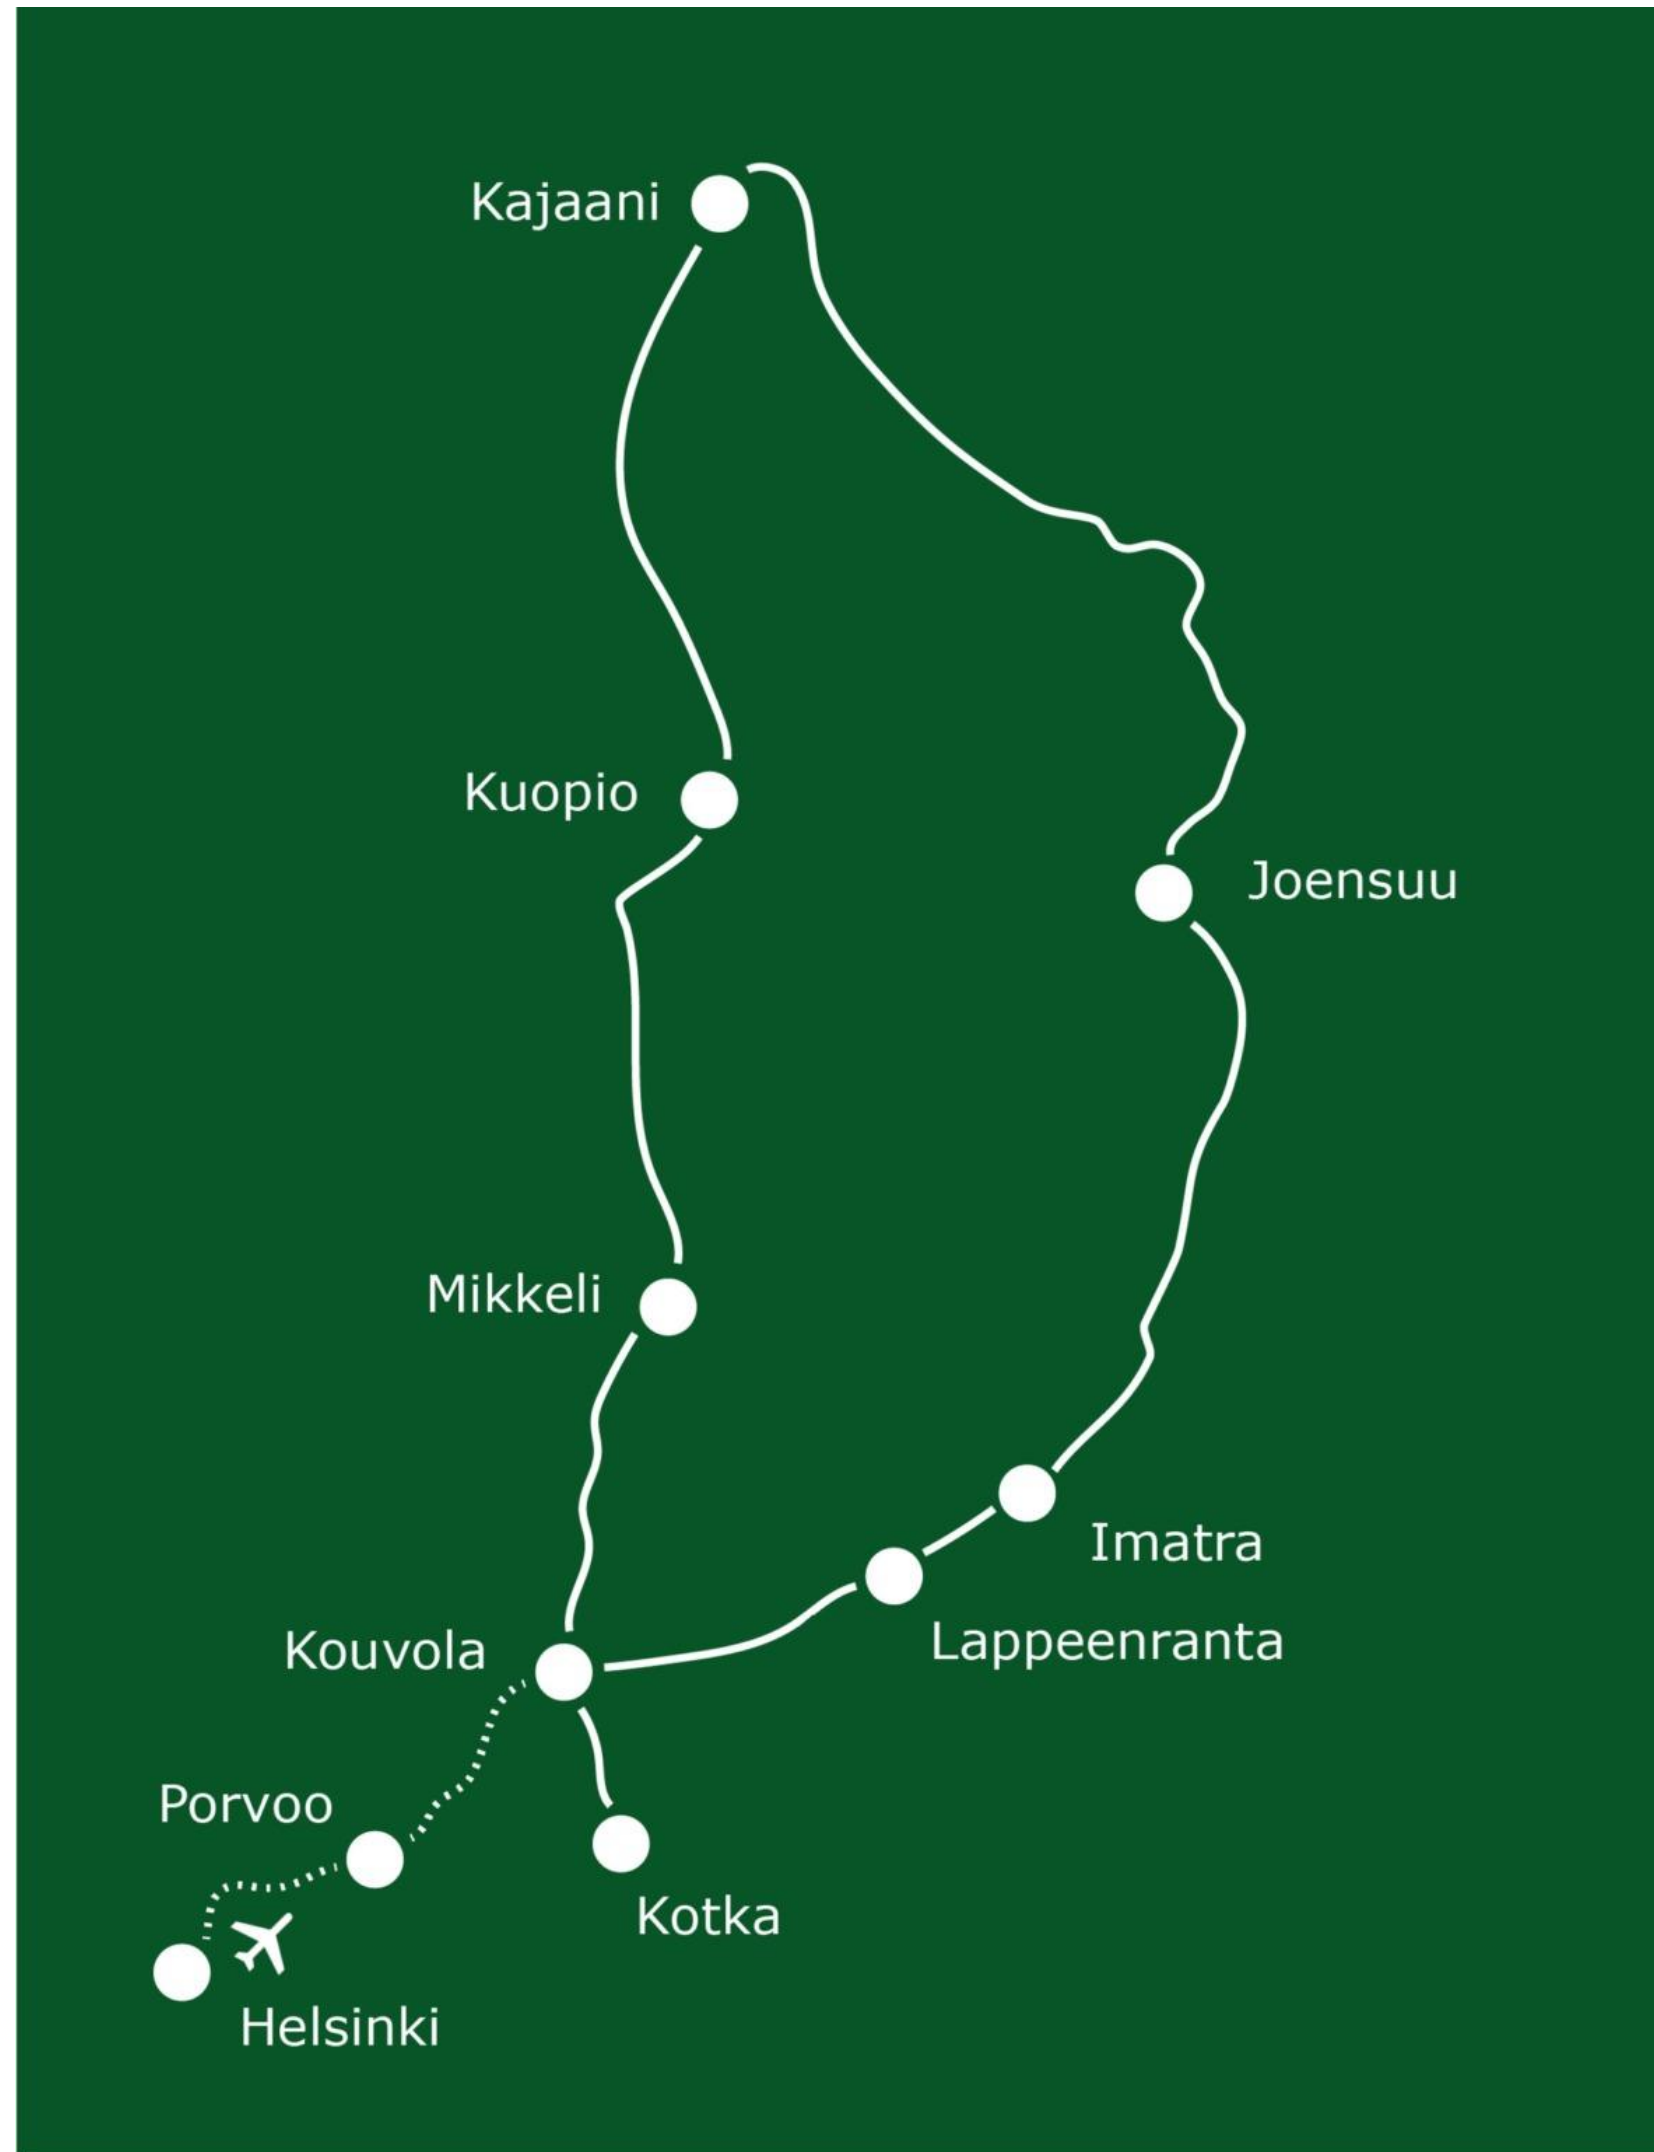 Kajaani
Kuopio
Joensuu
Mikkeli
Imatra
Lappeenranta
Kouvola
Porvoo
Kotka
Helsinki